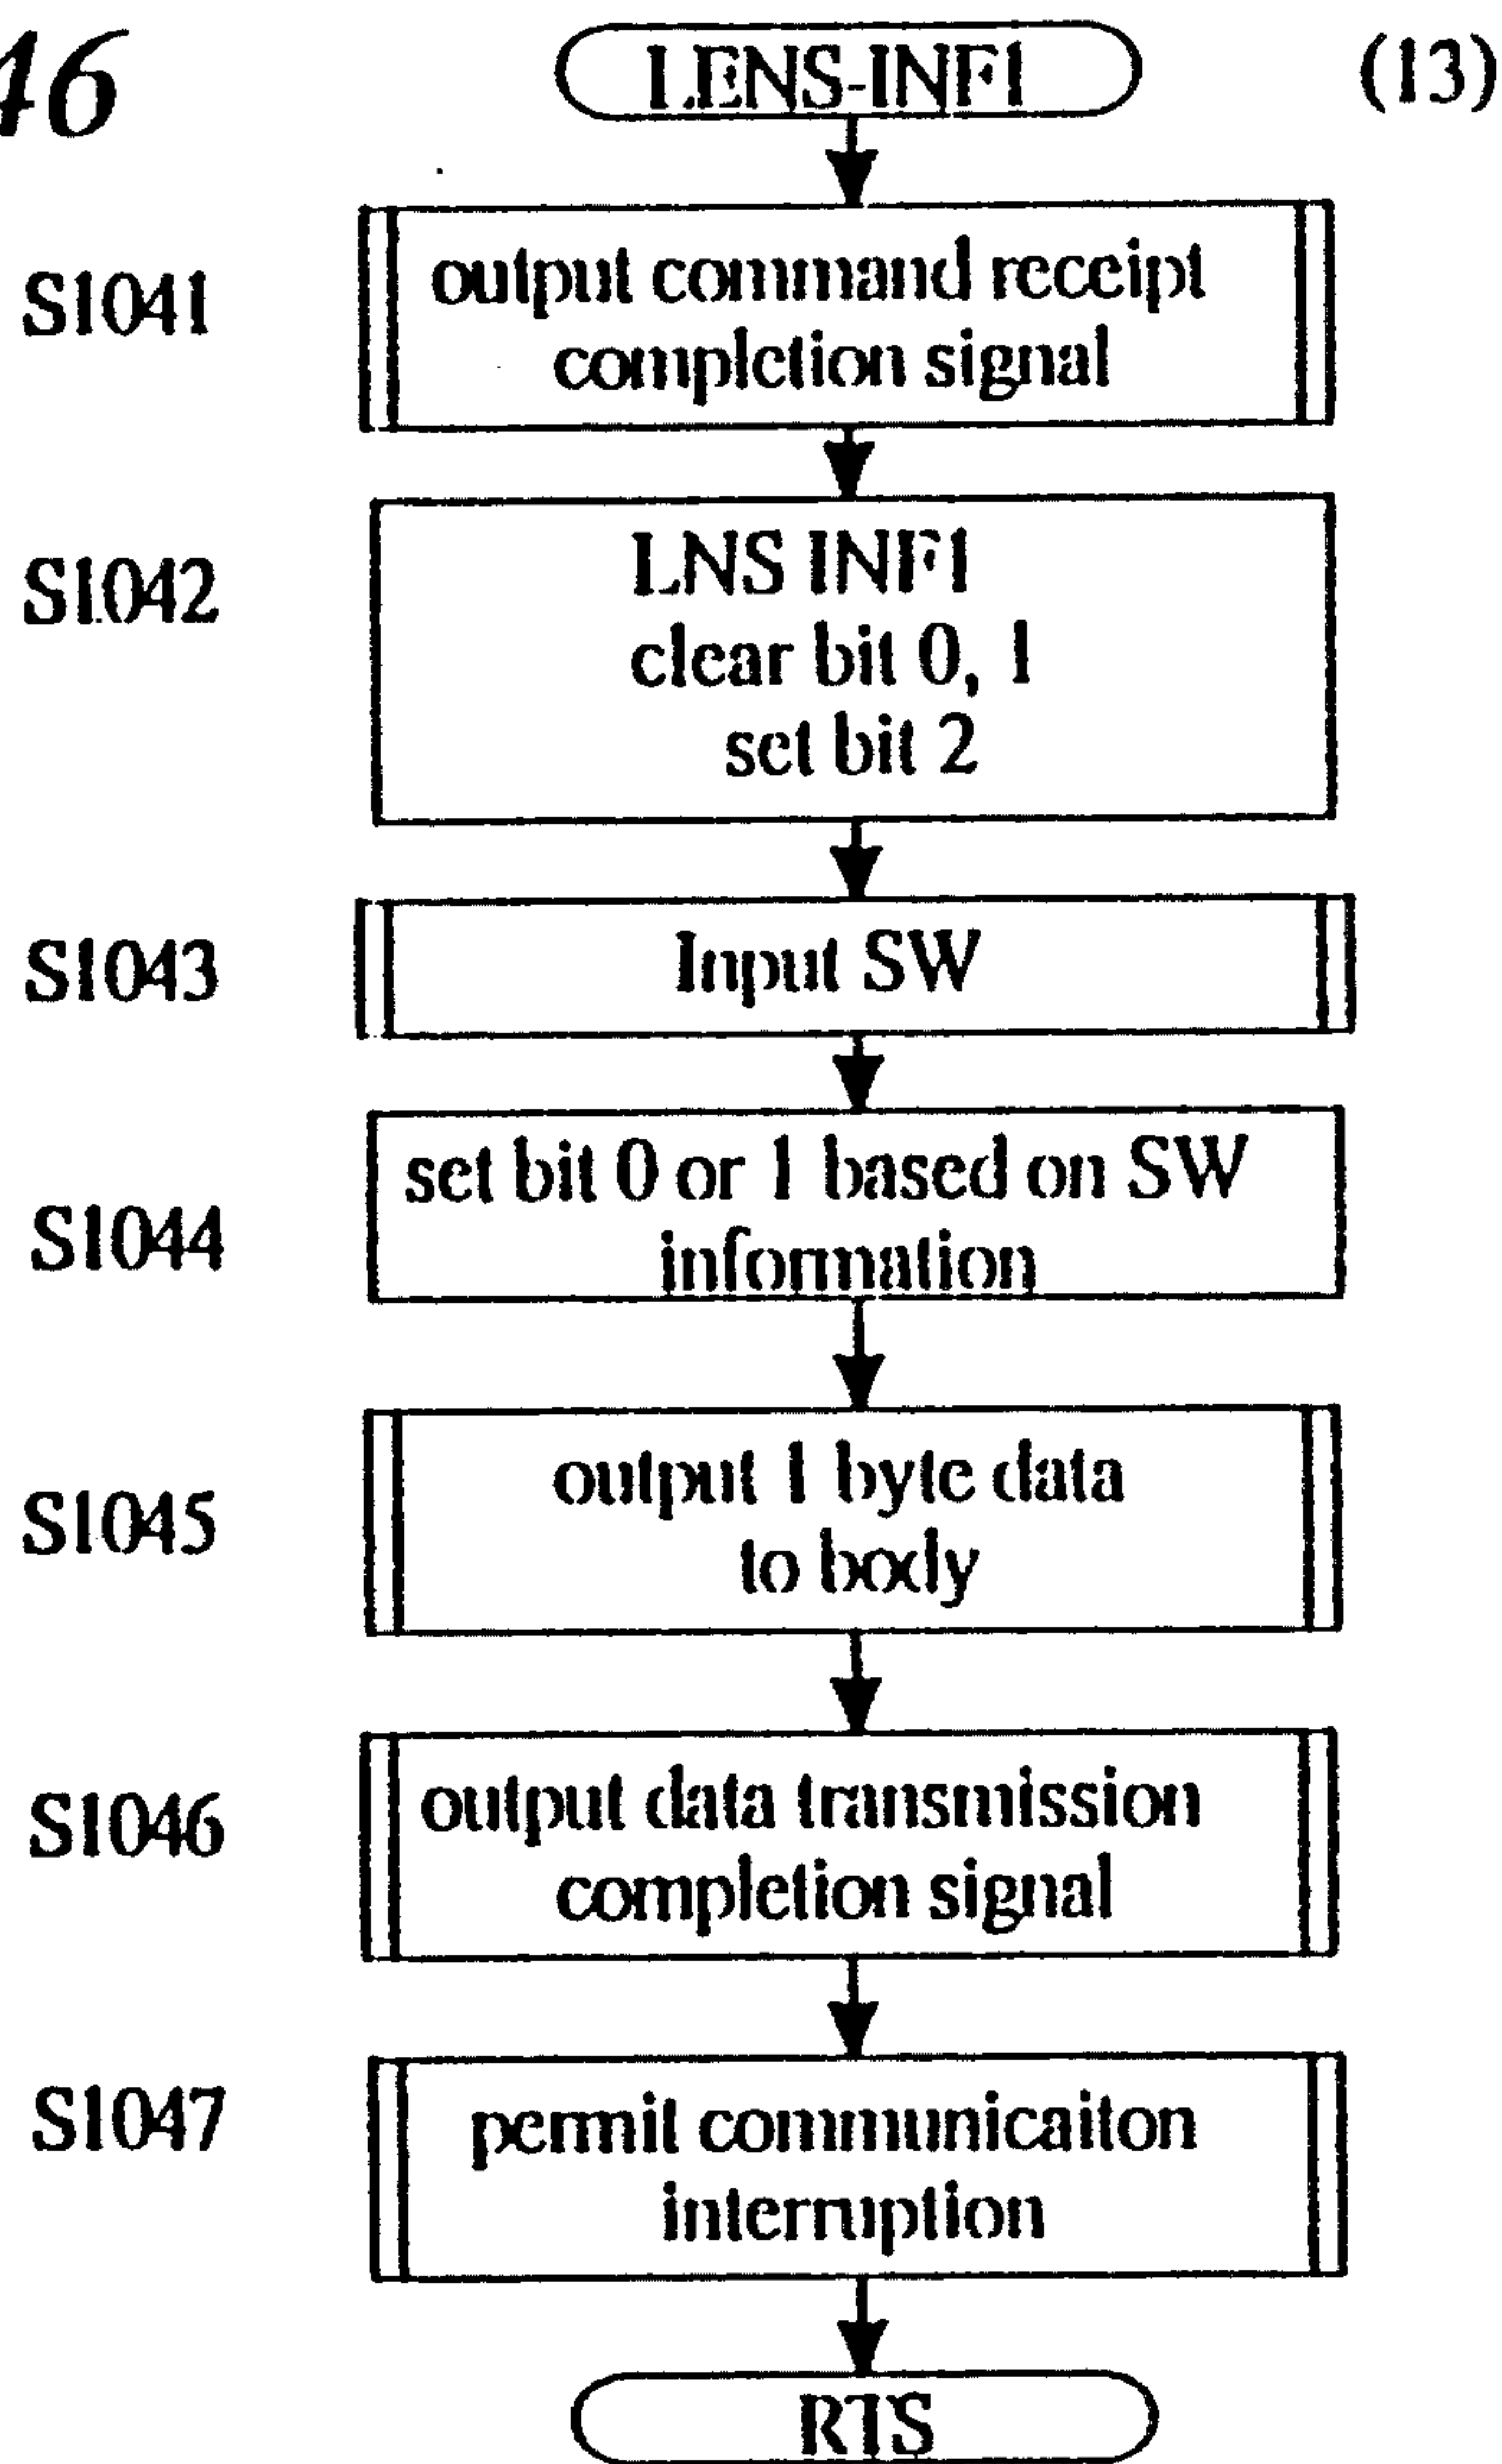 46
LENS-INF1
(13)
S1041
output command receipt
completion signal
S1042
LNS INF1
clear bit 0, 1
set bit 2
S1043
Input SW
S1044
set bit 0 or 1 based on SW
information
S1045
output 1 byte data
to body
S1046
output data transmission
completion signal
S1047
permit communicaiton
interruption
RTS